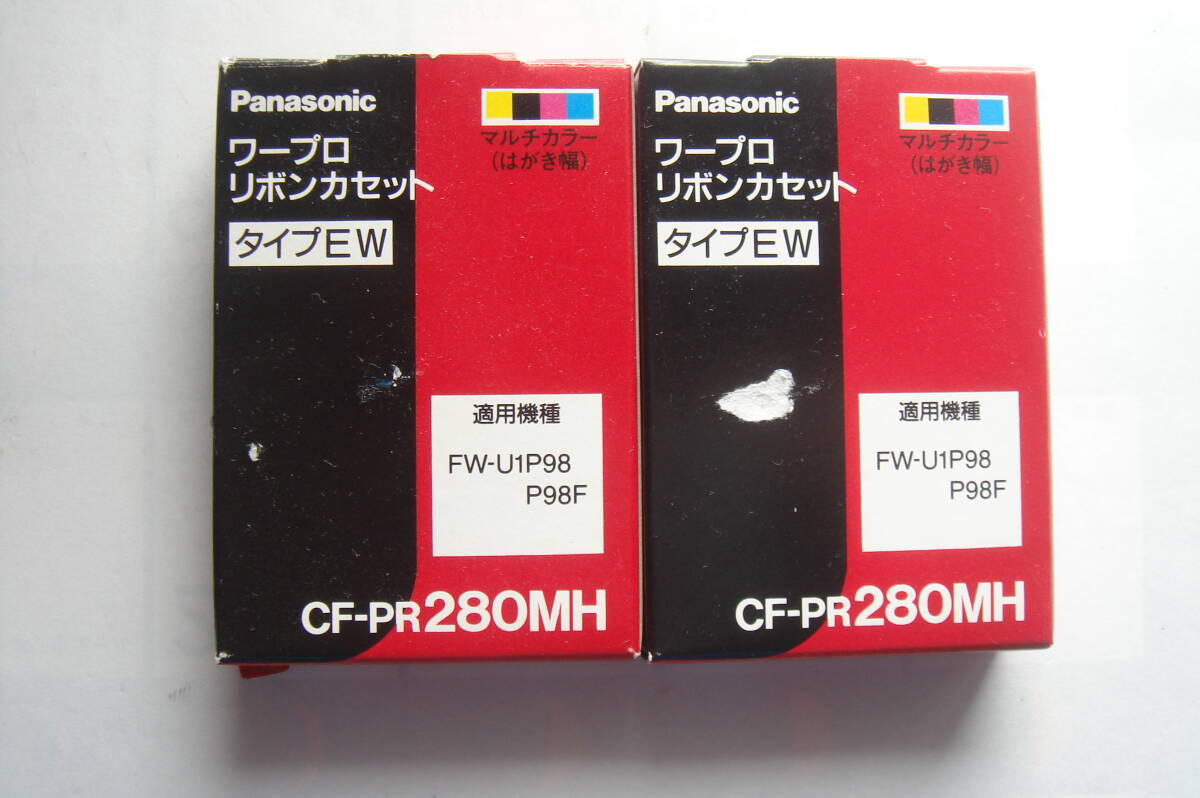 Panasonic
マルチカラー
(はがき幅)
ワープロ
リボンカセット
タイプEW
適用機種
FW-U1P98
P98F
CF-PR280MH
Panasonic
マルチカラー
(はがき幅)
ワープロ
リボンカセット
タイプEW
適用機種
FW-U1P98
P98F
CF-PR280MH